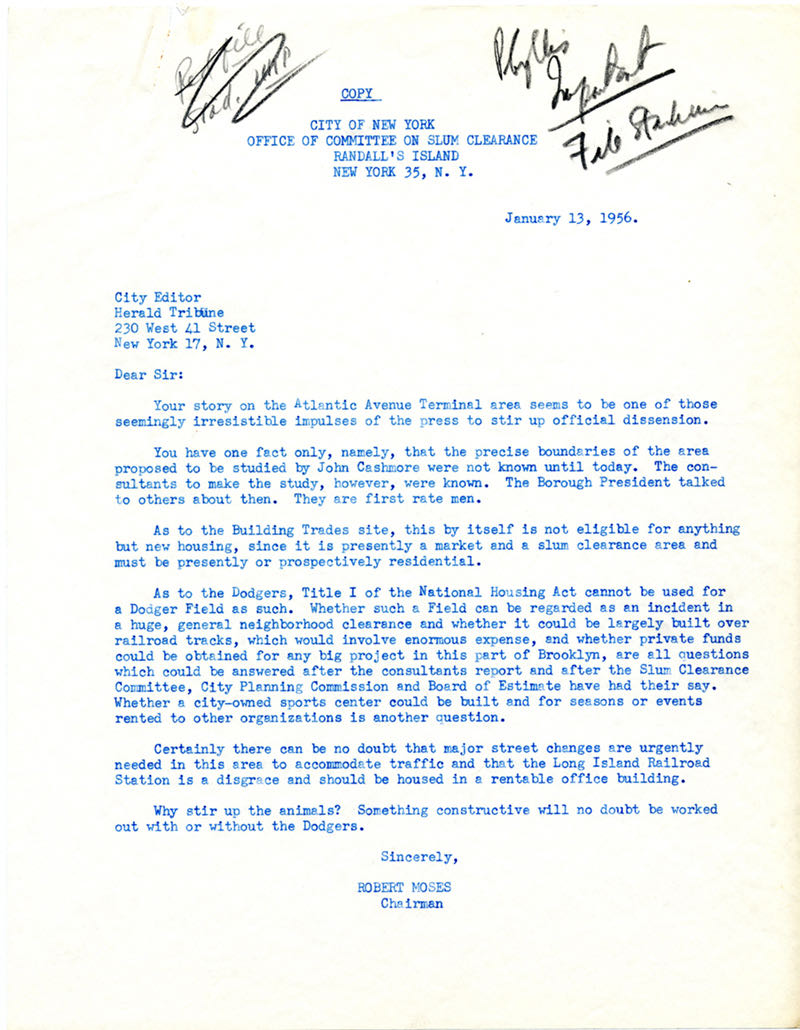 Phyllis
Important
File Stadium
COPY
CITY OF NEW YORK
OFFICE OF COMMITTEE ON SLUM CLEARANCE
RANDALL'S ISLAND
NEW YORK 35, N. Y.
January 13, 1956.
City Editor
Herald Tribune
230 West 41 Street
New York 17, N. Y.
Dear Sir:
Your story on the Atlantic Avenue Terminal area seems to be one of those
seemingly irresistible impulses of the press to stir up official dissension.
You have one fact only, namely, that the precise boundaries of the area
proposed to be studied by John Cashmore were not known until today. The con-
sultants to make the study, however, were known. The Borough President talked
to others about then. They are first rate men.
As to the Building Trades site, this by itself is not eligible for anything
but new housing, since it is presently a market and a slum clearance area and
must be presently or prospectively residential.
As to the Dodgers, Title I of the National Housing Act cannot be used for
a Dodger Field as such. Whether such a Field can be regarded as an incident in
a huge, general neighborhood clearance and whether it could be largely built over
railroad tracks, which would involve enormous expense, and whether private funds
could be obtained for any big project in this part of Brooklyn, are all questions
which could be answered after the consultants report and after the Slum Clearance
Committee, City Planning Commission and Board of Estimate have had their say.
Whether a city-owned sports center could be built and for seasons or events
rented to other organizations is another question.
Certainly there can be no doubt that major street changes are urgently
needed in this area to accommodate traffic and that the Long Island Railroad
Station is a disgrace and should be housed in a rentable office building.
Why stir up the animals? Something constructive will no doubt be worked
out with or without the Dodgers.
Sincerely,
ROBERT MOSES
Chairman